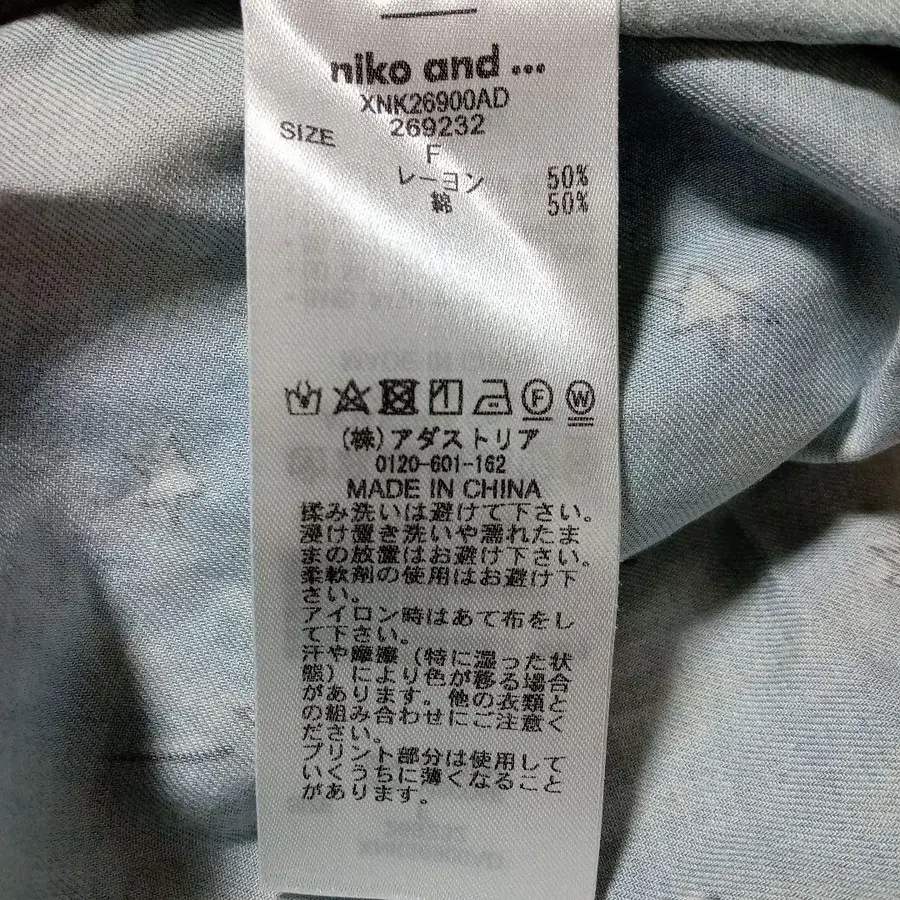 niko and ...
XNK26900AD
269232
SIZE
F
レーヨン 50%
綿 50%
F W
(株)アダストリア
0120-601-162
MADE IN CHINA
揉み洗いは避けて下さい。
浸け置き洗いや濡れたま
まの放置はお避け下さい。
柔軟剤の使用はお避け下
さい。
アイロン時はあて布をし
て下さい。
汗や摩擦（特に湿った状
態）により色が移る場合
があります。他の衣類と
の組み合わせにご注意く
ださい。
プリント部分は使用して
いくうちに薄くなること
があります。